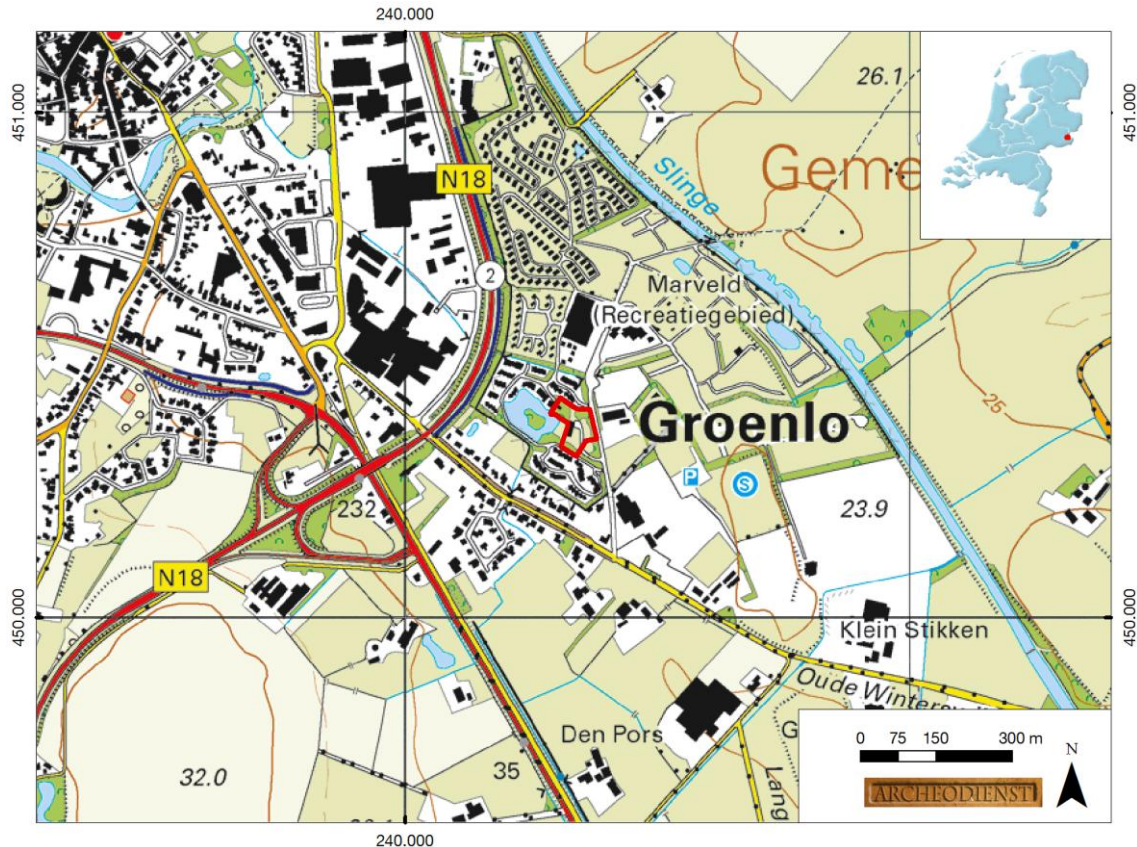 240.000
451.000
451.000
26.1
Slinge
Geme
N18
2
Marveld
(Recreatiegebied)
Groenlo
25
P
S
232
23.9
N18
450.000
450.000
Klein Stikken
Oude Wintersw
Den Pors
G
35
32.0
Lang
0 75 150 300 m
N
ARCHEODIENST
240.000